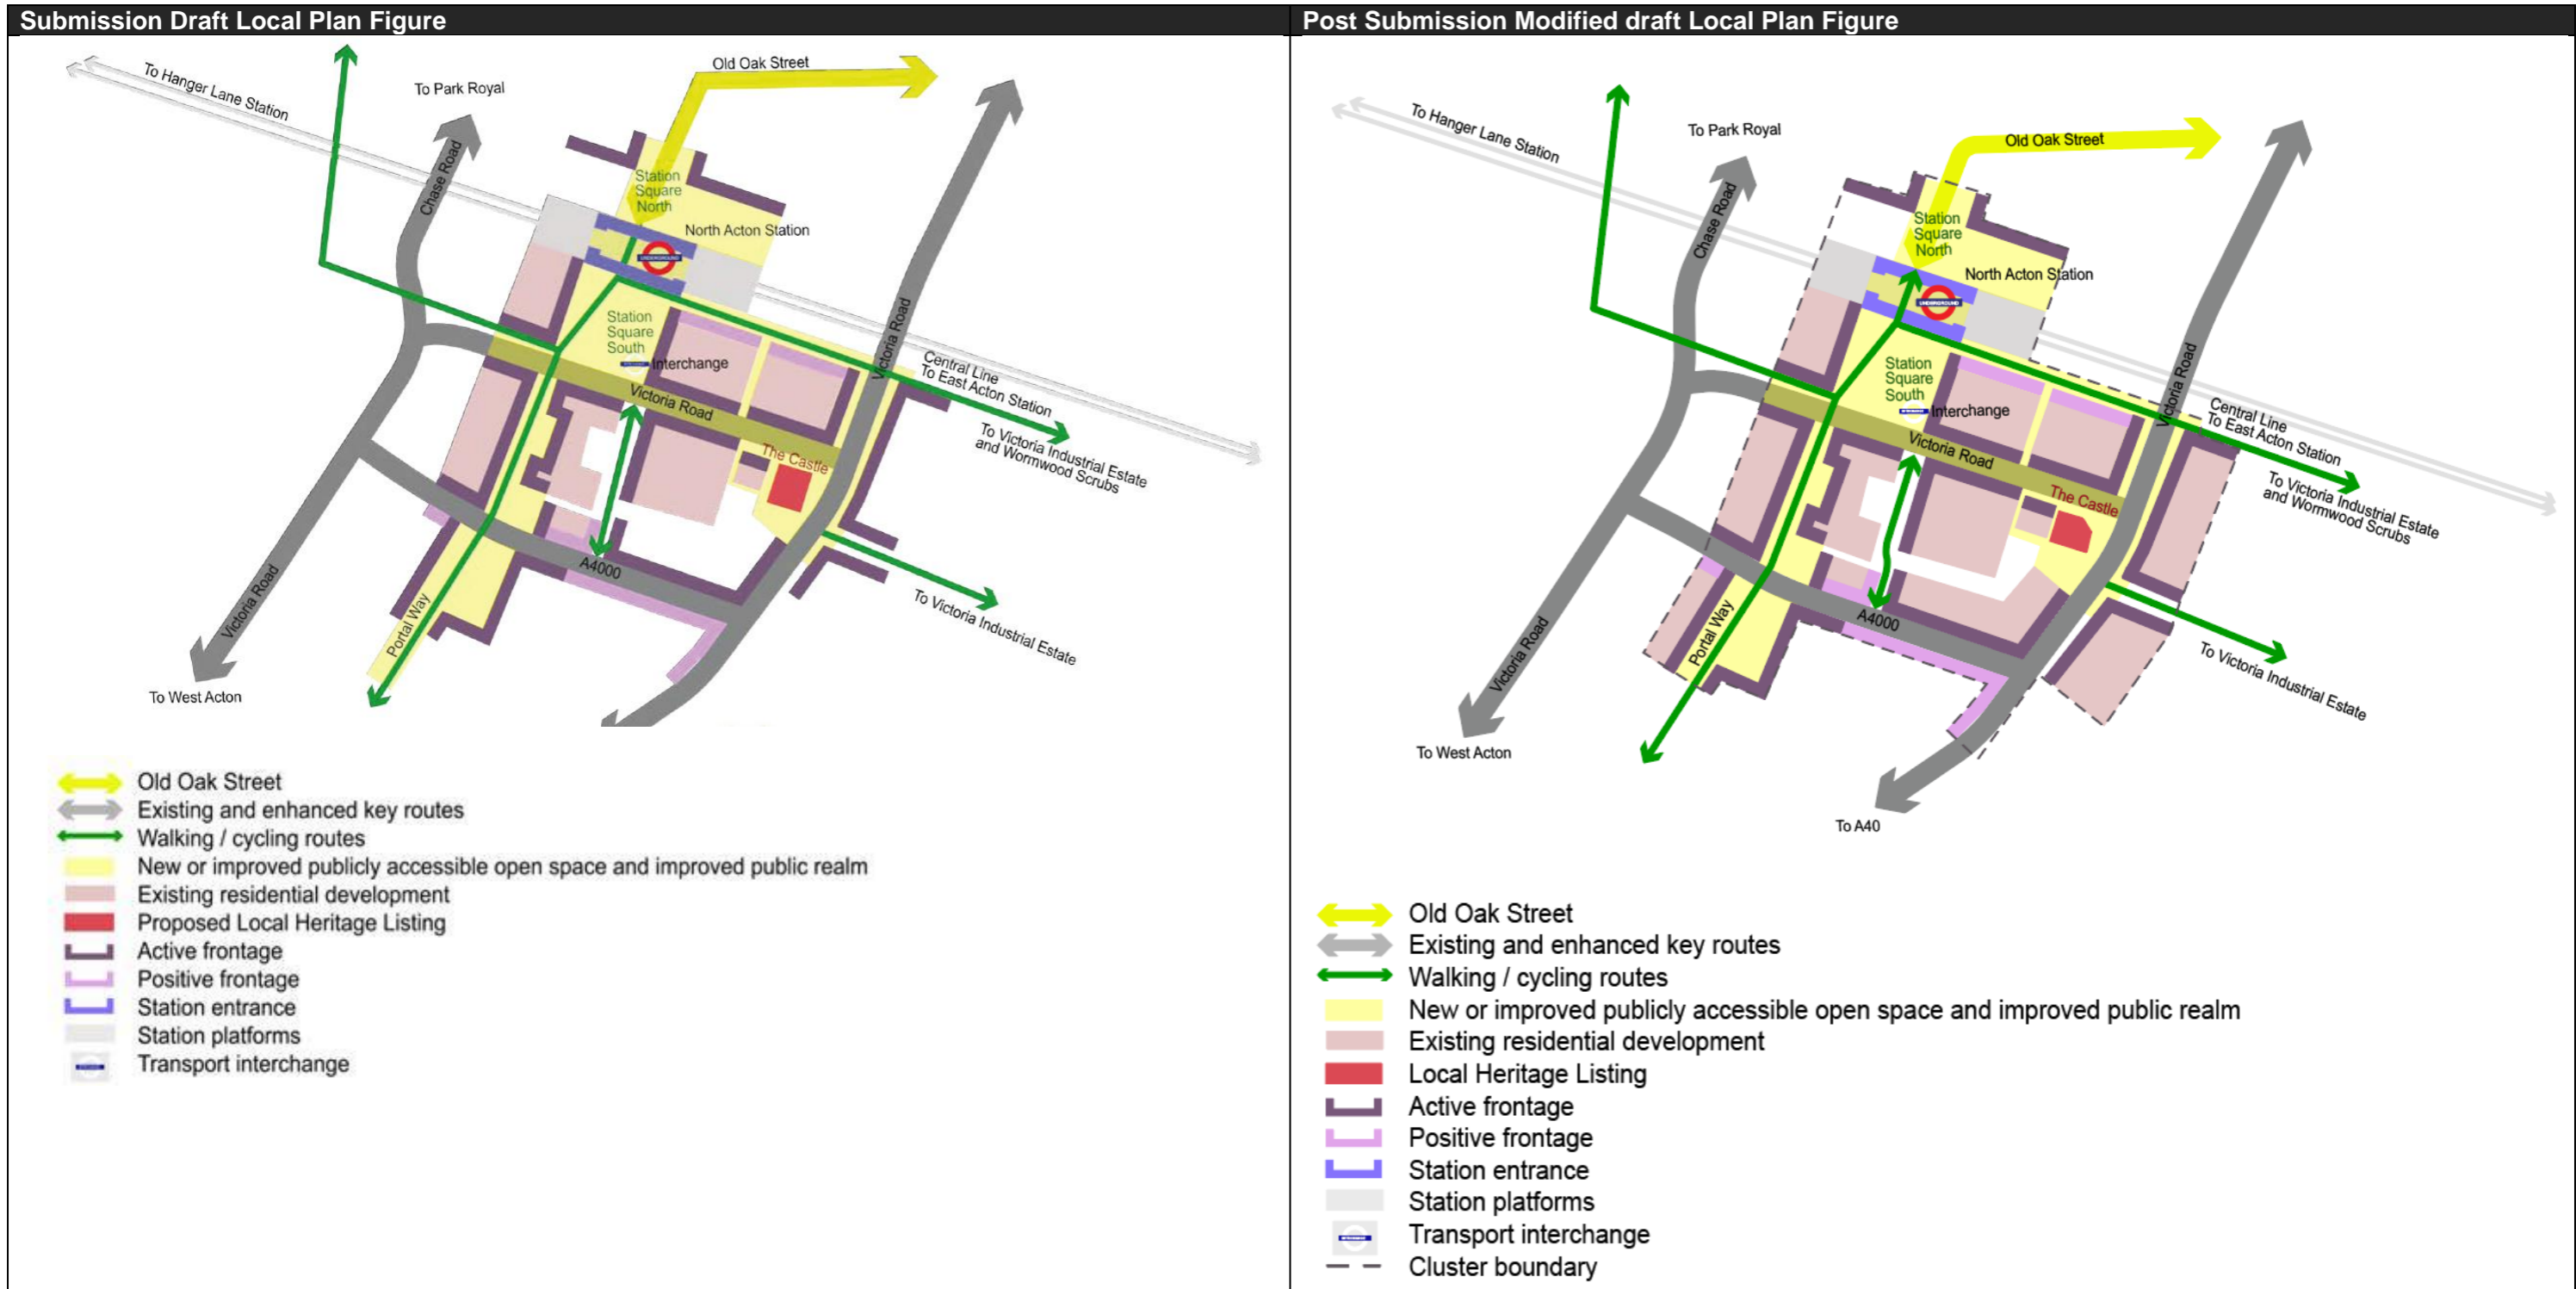 Submission Draft Local Plan Figure
To Hanger Lane Station
To Park Royal
Old Oak Street
Chase Road
Station
Square
North
North Acton Station
UNDERGROUND
Station
Square
South
Interchange
Victoria Road
Victoria Road
Central Line
To East Acton Station
To Victoria Industrial Estate
and Wormwood Scrubs
The Castle
A4000
To Victoria Industrial Estate
Victoria Road
Portal Way
To West Acton
Old Oak Street
Existing and enhanced key routes
Walking / cycling routes
New or improved publicly accessible open space and improved public realm
Existing residential development
Proposed Local Heritage Listing
Active frontage
Positive frontage
Station entrance
Station platforms
Transport interchange
Post Submission Modified draft Local Plan Figure
To Hanger Lane Station
To Park Royal
Old Oak Street
Chase Road
Station
Square
North
North Acton Station
UNDERGROUND
Station
Square
South
Interchange
Victoria Road
Victoria Road
Central Line
To East Acton Station
To Victoria Industrial Estate
and Wormwood Scrubs
The Castle
A4000
To Victoria Industrial Estate
Victoria Road
Portal Way
To West Acton
To A40
Old Oak Street
Existing and enhanced key routes
Walking / cycling routes
New or improved publicly accessible open space and improved public realm
Existing residential development
Local Heritage Listing
Active frontage
Positive frontage
Station entrance
Station platforms
Transport interchange
Cluster boundary